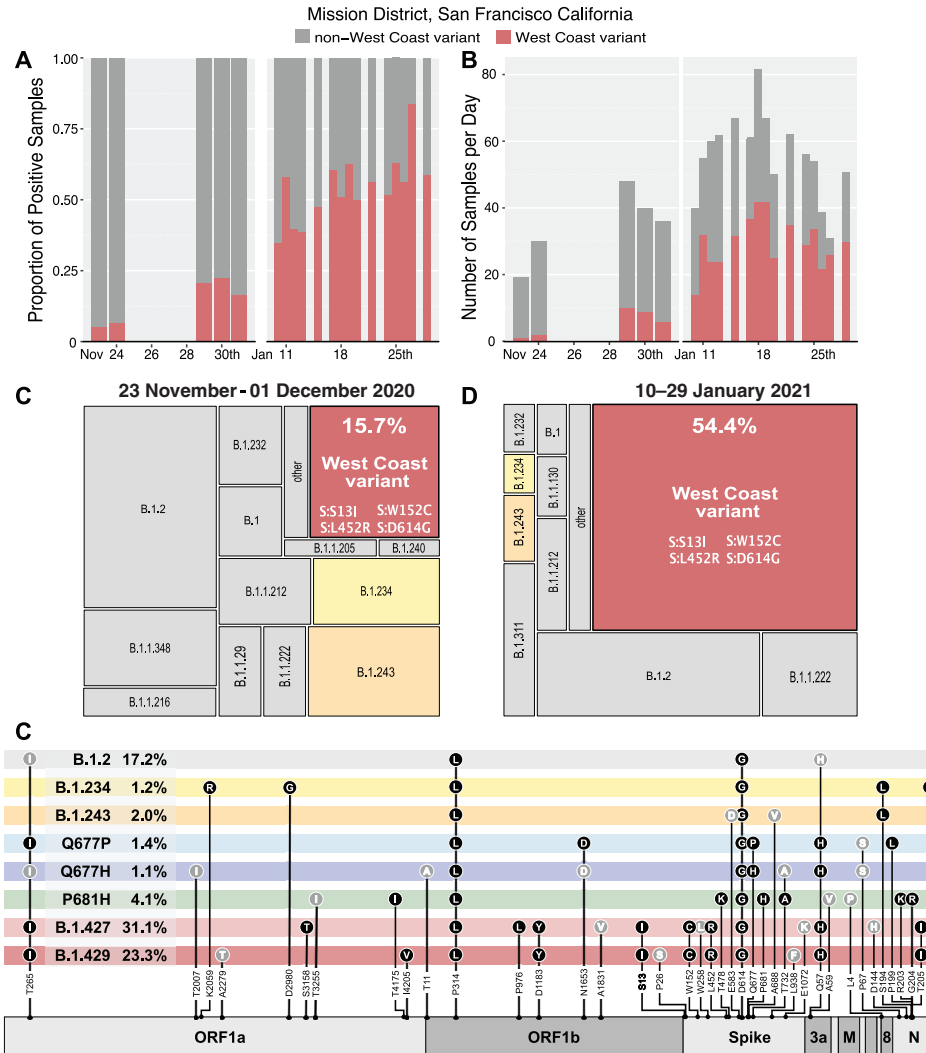 Mission District, San Francisco California
non-West Coast variant West Coast variant
A
Proportion of Positive Samples
1.00
0.75
0.50
0.25
0
Nov 24 26 28 30th Jan 11 18 25th
B
Number of Samples per Day
80
60
40
20
0
Nov 24 26 28 30th Jan 11 18 25th
C
23 November - 01 December 2020
B.1.2
B.1.232
other
15.7%
West Coast
variant
S:S13I S:W152C
S:L452R S:D614G
B.1
B.1.1.205
B.1.240
B.1.1.212
B.1.234
B.1.1.348
B.1.1.29
B.1.1.222
B.1.243
B.1.1.216
D
10-29 January 2021
B.1.232
B.1
other
54.4%
West Coast
variant
S:S13I S:W152C
S:L452R S:D614G
B.1.234
B.1.1.130
B.1.243
B.1.1.212
B.1.311
B.1.2
B.1.1.222
C
I B.1.2 17.2% L G H
B.1.234 1.2% R G L G L
B.1.243 2.0% L D G V L
I Q677P 1.4% L D G P H S L
I Q677H 1.1% I A L D G H A H S
P681H 4.1% I I L K G H A V P K R
I B.1.427 31.1% T L L Y V I C L R G K H H I
I B.1.429 23.3% T V L Y I S C R G F H I
T265 T2007 K2059 A2279 D2980 S3158 T3255 T4175 I4205 T11 P314 P976 D1183 N1653 A1831 S13 P26 W152 W258 L452 T478 E583 D614 Q677 P681 A688 T732 L938 E1072 Q57 A59 L4 P67 D144 S194 P199 R203 G204 T205
ORF1a ORF1b Spike 3a M 8 N